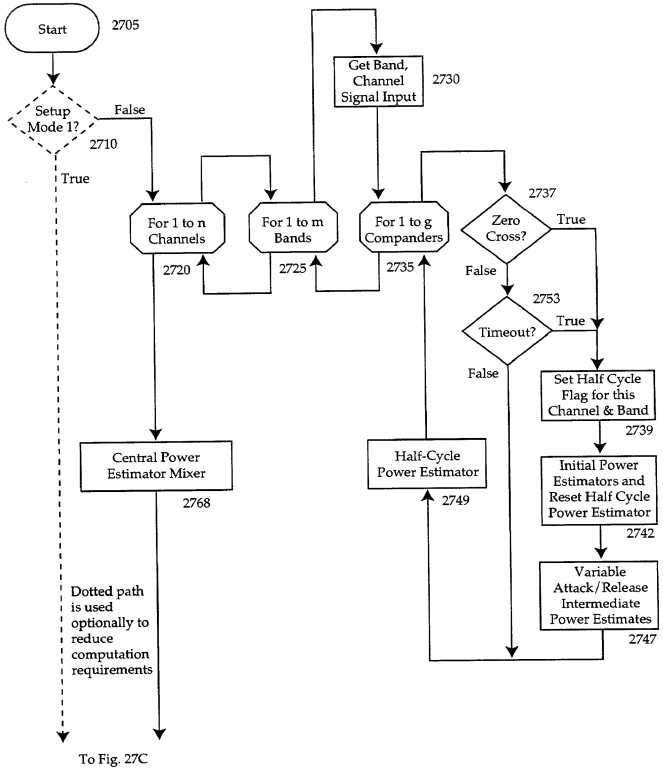 Start
2705
Setup
Mode 1?
False
2710
True
Get Band,
Channel
Signal Input
2730
For 1 to n
Channels
2720
For 1 to m
Bands
2725
For 1 to g
Companders
2735
2737
Zero
Cross?
True
False
2753
Timeout?
True
False
Set Half Cycle
Flag for this
Channel & Band
2739
Central Power
Estimator Mixer
2768
Half-Cycle
Power Estimator
2749
Initial Power
Estimators and
Reset Half Cycle
Power Estimator
2742
Variable
Attack/Release
Intermediate
Power Estimates
2747
Dotted path
is used
optionally to
reduce
computation
requirements
To Fig. 27C